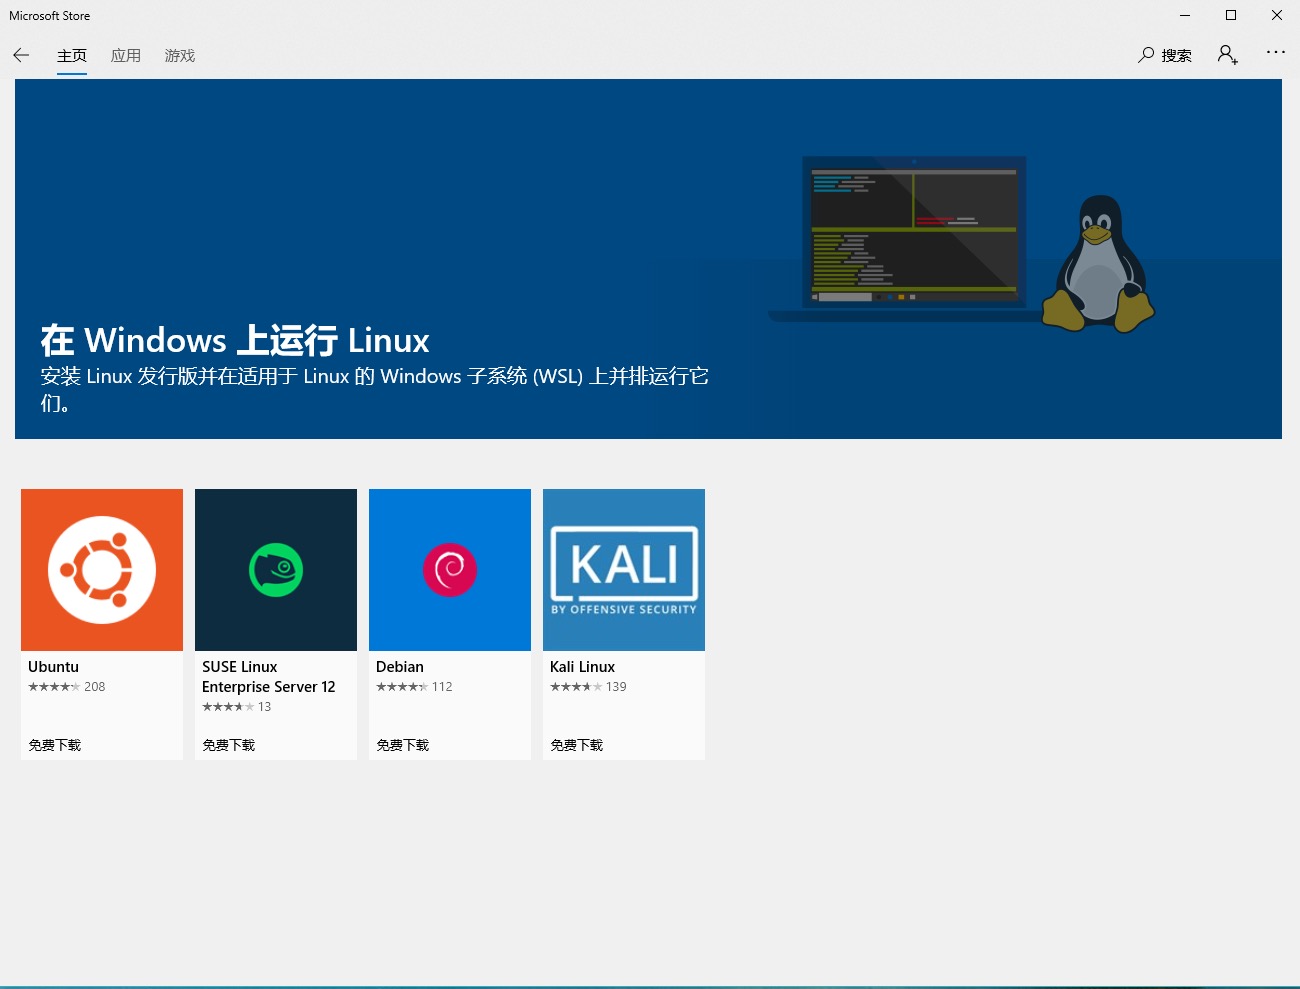 Microsoft Store
主页 应用 游戏 搜索
在 Windows 上运行 Linux
安装 Linux 发行版并在适用于 Linux 的 Windows 子系统 (WSL) 上并排运行它
们。
KALI
BY OFFENSIVE SECURITY
Ubuntu
208
免费下载
SUSE Linux
Enterprise Server 12
13
免费下载
Debian
112
免费下载
Kali Linux
139
免费下载